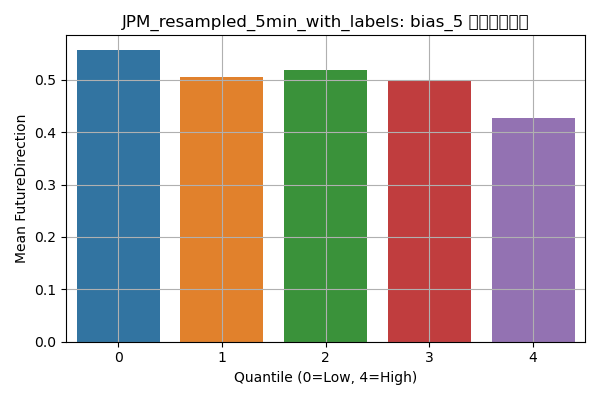 JPM_resampled_5min_with_labels: bias_5
Mean FutureDirection
0.5
0.4
0.3
0.2
0.1
0.0
0 1 2 3 4
Quantile (0=Low, 4=High)